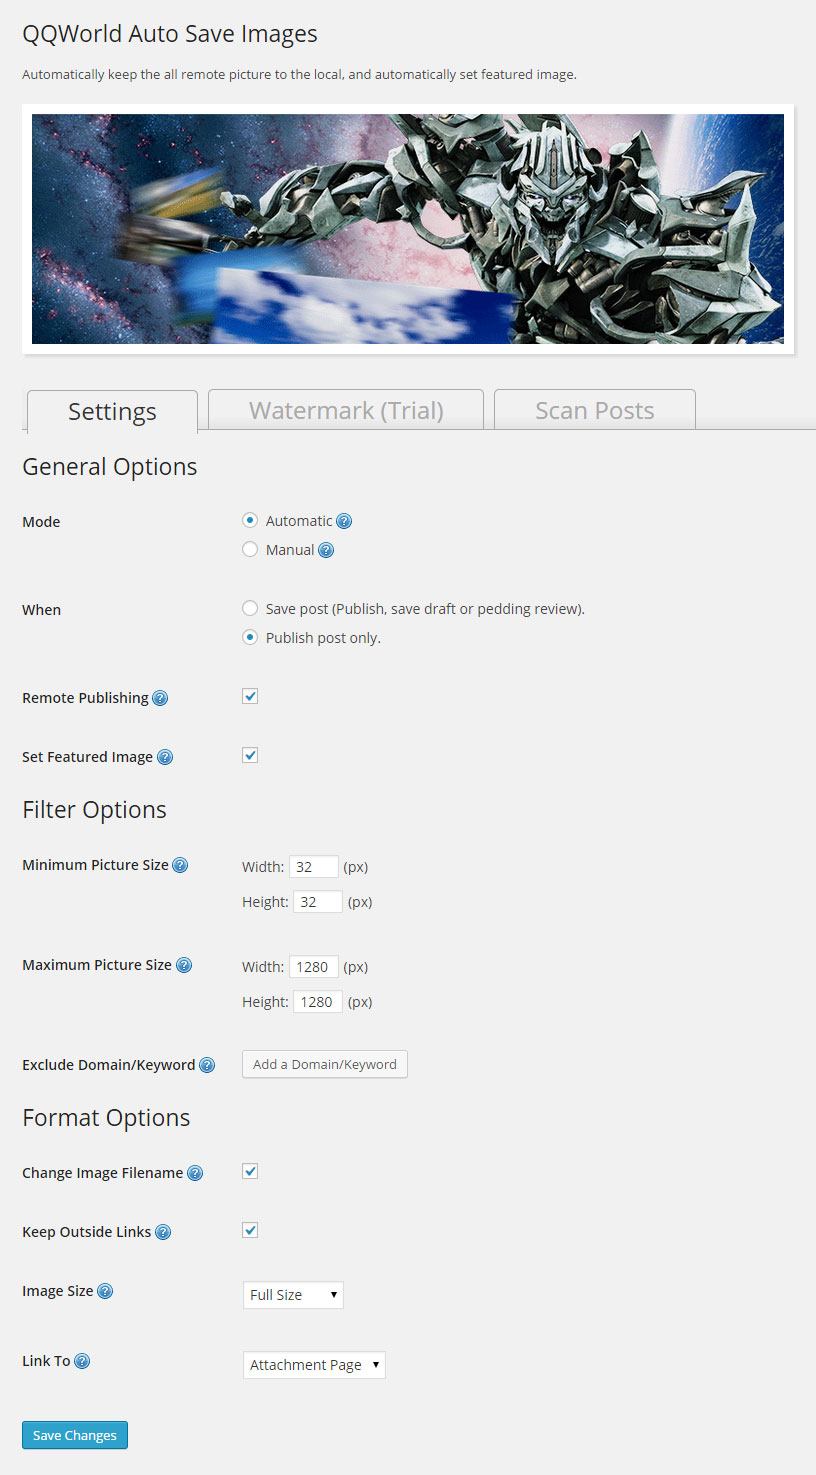 QQWorld Auto Save Images
Automatically keep the all remote picture to the local, and automatically set featured image.
Settings
Watermark (Trial)
Scan Posts
General Options
Mode
Automatic ?
Manual ?
When
Save post (Publish, save draft or pedding review).
Publish post only.
Remote Publishing ?
Set Featured Image ?
Filter Options
Minimum Picture Size ?
Width: 32 (px)
Height: 32 (px)
Maximum Picture Size ?
Width: 1280 (px)
Height: 1280 (px)
Exclude Domain/Keyword ?
Add a Domain/Keyword
Format Options
Change Image Filename ?
Keep Outside Links ?
Image Size ?
Full Size
Link To ?
Attachment Page
Save Changes